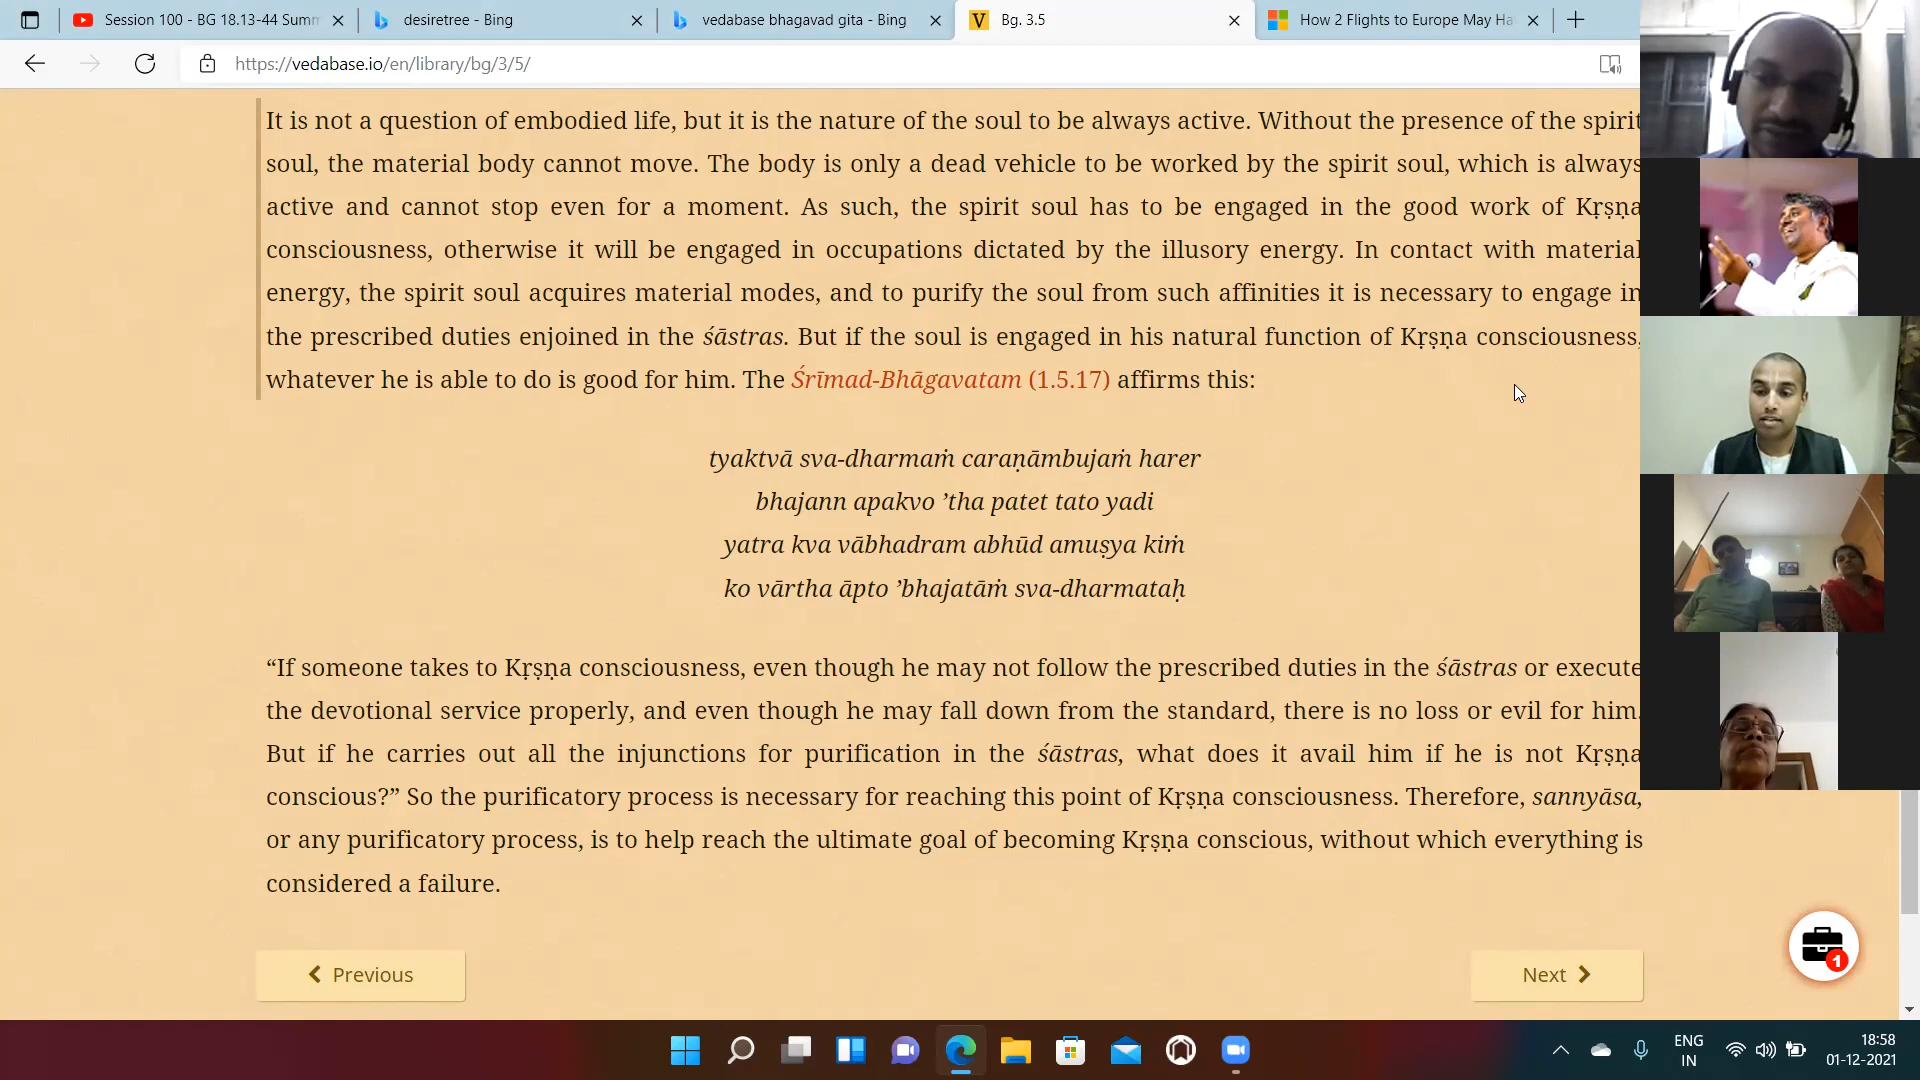 Session 100 - BG 18.13-44 Summ
desiretree - Bing
vedabase bhagavad gita - Bing
Bg. 3.5
How 2 Flights to Europe May Ha
https://vedabase.io/en/library/bg/3/5/
It is not a question of embodied life, but it is the nature of the soul to be always active. Without the presence of the spirit
soul, the material body cannot move. The body is only a dead vehicle to be worked by the spirit soul, which is always
active and cannot stop even for a moment. As such, the spirit soul has to be engaged in the good work of Kṛṣṇa
consciousness, otherwise it will be engaged in occupations dictated by the illusory energy. In contact with material
energy, the spirit soul acquires material modes, and to purify the soul from such affinities it is necessary to engage in
the prescribed duties enjoined in the śāstras. But if the soul is engaged in his natural function of Kṛṣṇa consciousness,
whatever he is able to do is good for him. The Śrīmad-Bhāgavatam (1.5.17) affirms this:
tyaktvā sva-dharmaṁ caraṇāmbujaṁ harer
bhajann apakvo ’tha patet tato yadi
yatra kva vābhadram abhūd amuṣya kiṁ
ko vārtha āpto ’bhajatāṁ sva-dharmataḥ
“If someone takes to Kṛṣṇa consciousness, even though he may not follow the prescribed duties in the śāstras or execute
the devotional service properly, and even though he may fall down from the standard, there is no loss or evil for him.
But if he carries out all the injunctions for purification in the śāstras, what does it avail him if he is not Kṛṣṇa
conscious?” So the purificatory process is necessary for reaching this point of Kṛṣṇa consciousness. Therefore, sannyāsa,
or any purificatory process, is to help reach the ultimate goal of becoming Kṛṣṇa conscious, without which everything is
considered a failure.
Previous
Next
1
ENG
IN
18:58
01-12-2021